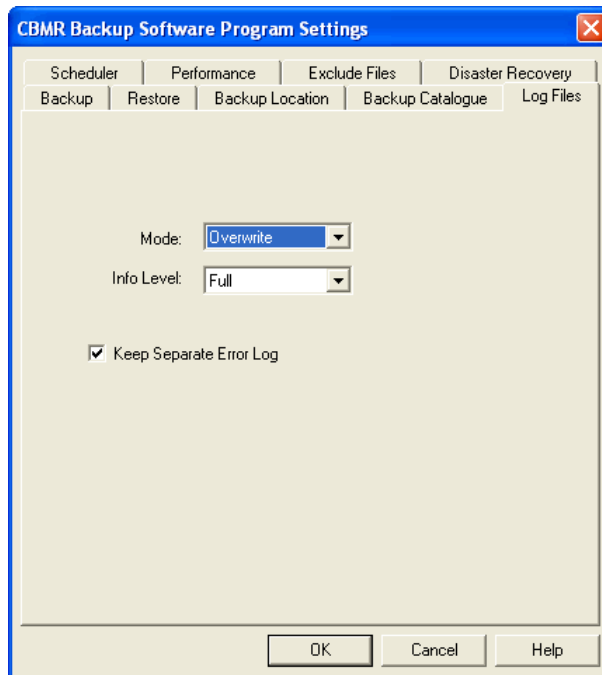 CBMR Backup Software Program Settings
Scheduler Performance Exclude Files Disaster Recovery
Backup Restore Backup Location Backup Catalogue Log Files
Mode: Overwrite
Info Level: Full
Keep Separate Error Log
OK Cancel Help